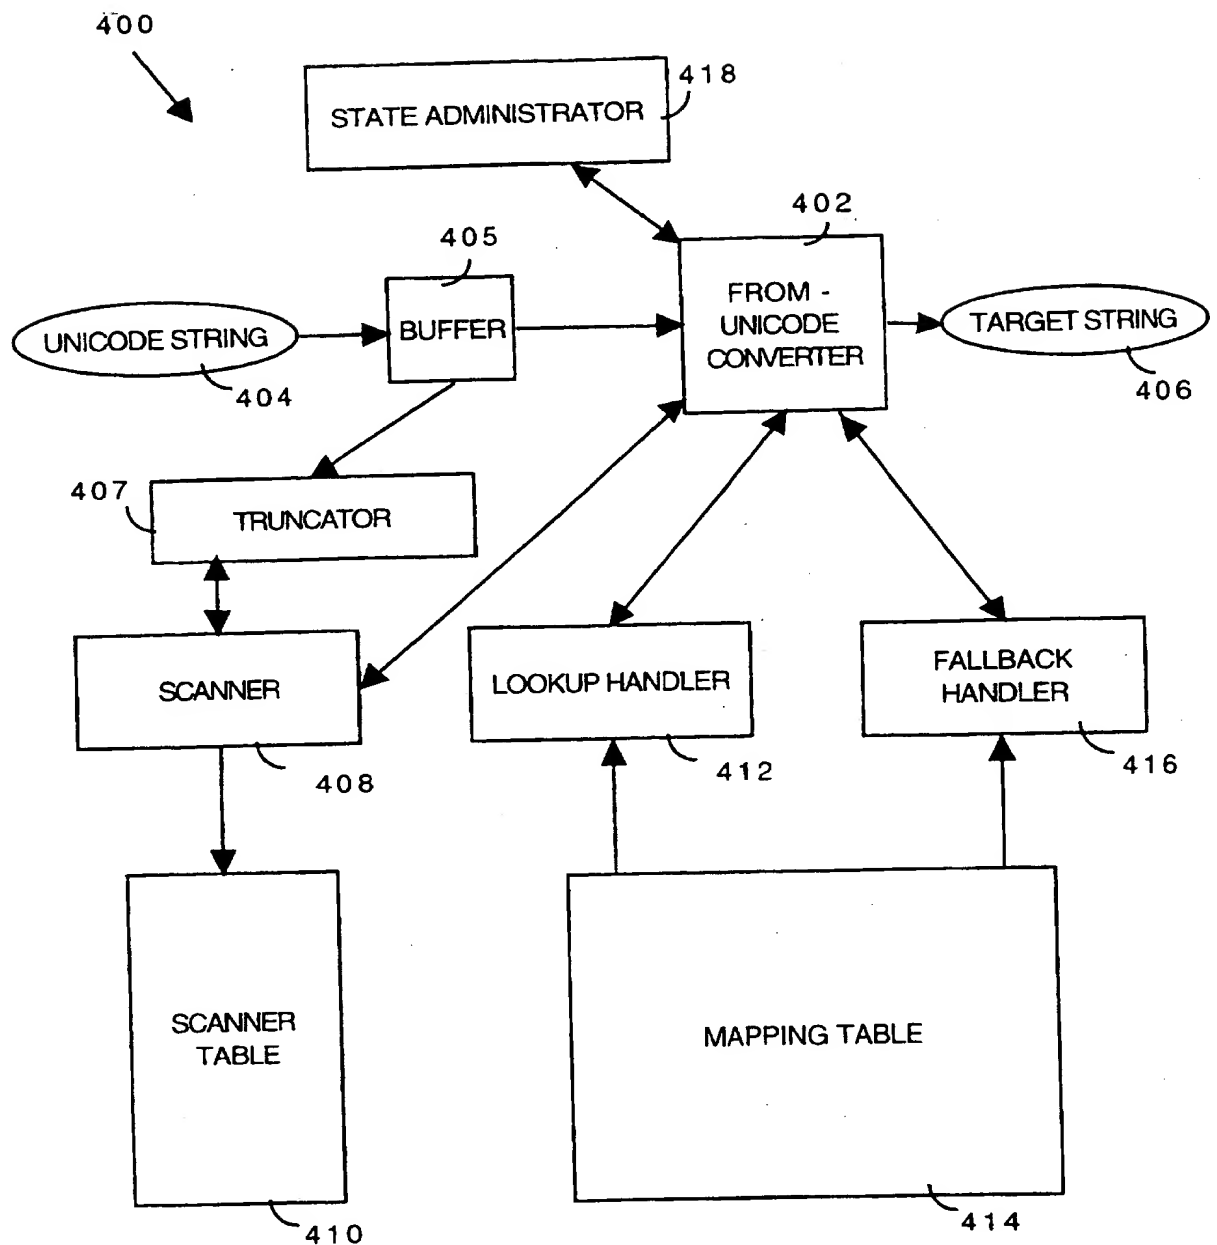 400
STATE ADMINISTRATOR
418
402
405
FROM -
UNICODE
CONVERTER
UNICODE STRING
BUFFER
TARGET STRING
404
406
407
TRUNCATOR
SCANNER
LOOKUP HANDLER
FALLBACK
HANDLER
408
412
416
SCANNER
TABLE
MAPPING TABLE
410
414